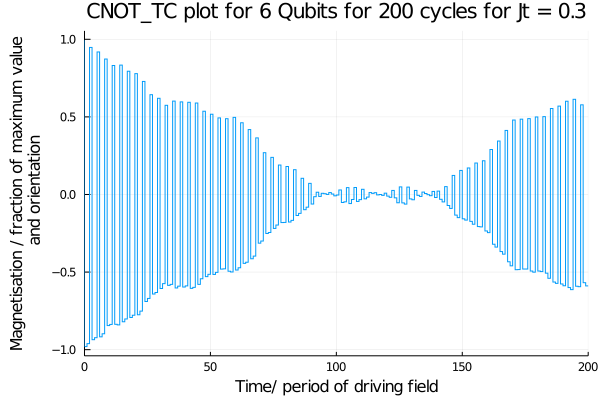 CNOT_TC plot for 6 Qubits for 200 cycles for Jt = 0.3
Magnetisation / fraction of maximum value
and orientation
1.0
0.5
0.0
−0.5
−1.0
0
50
100
150
200
Time/ period of driving field